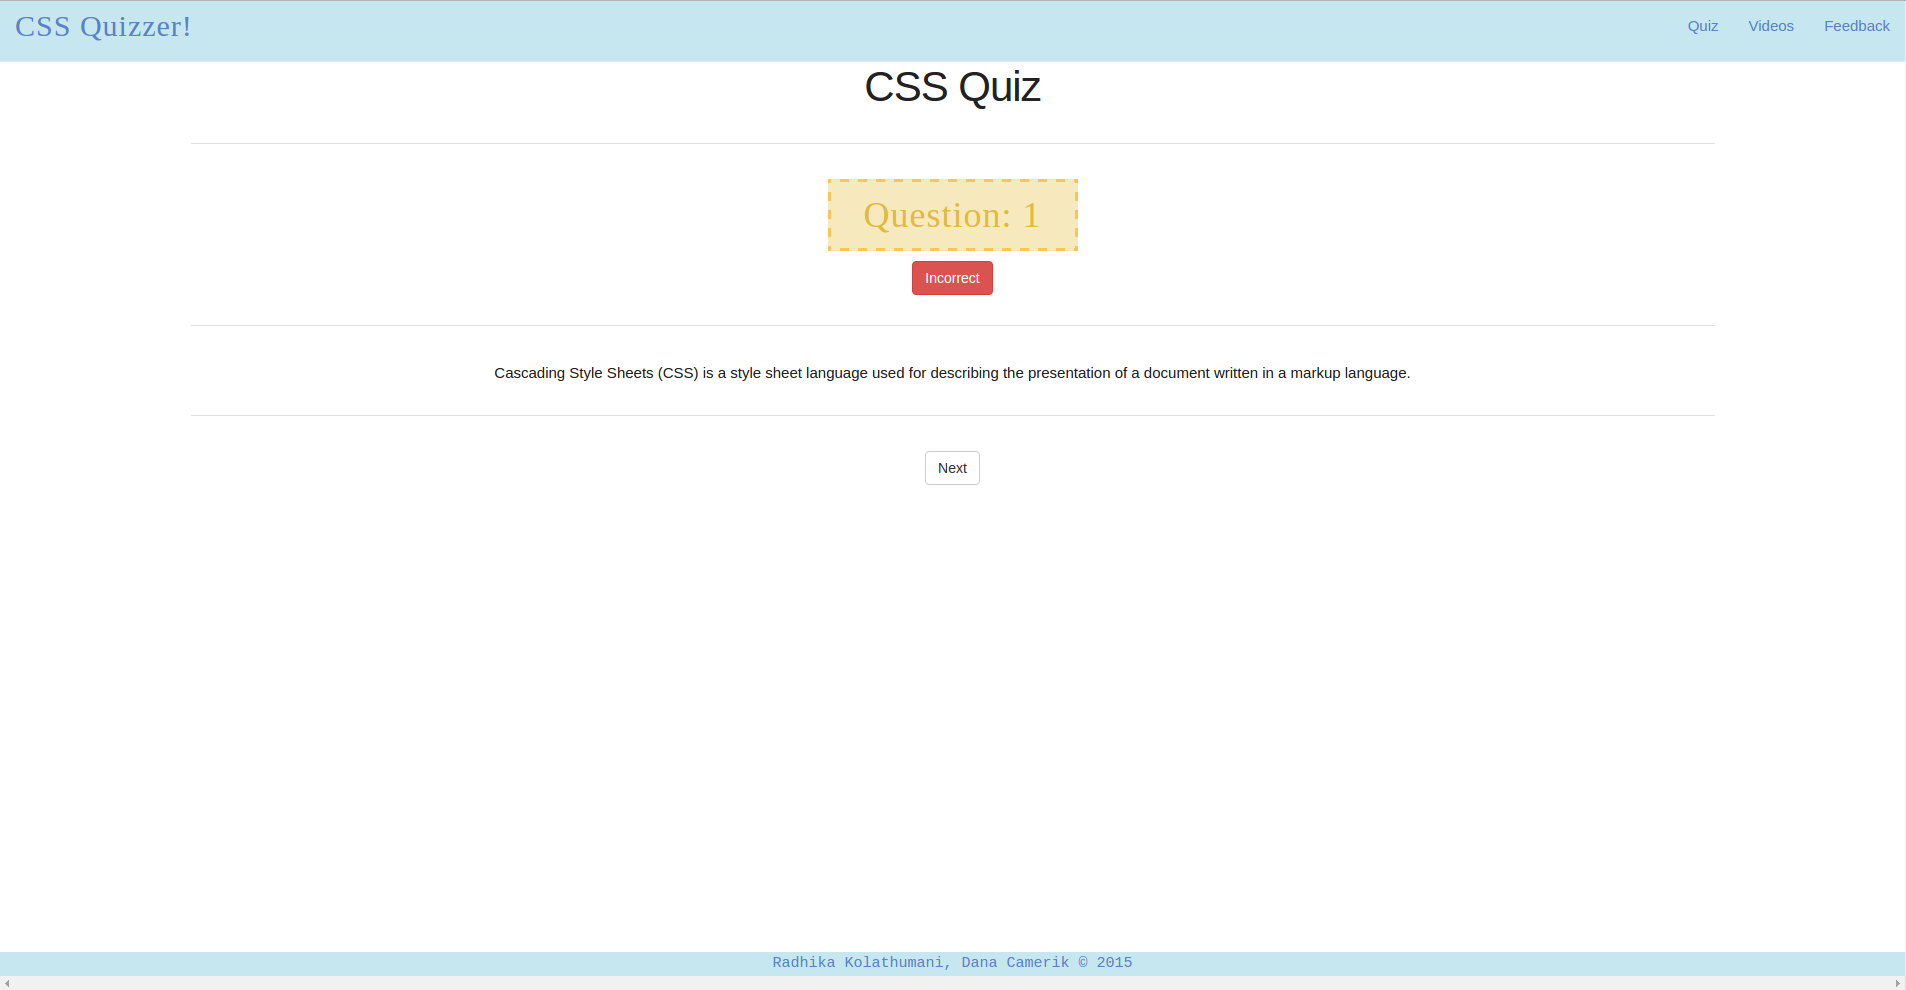 CSS Quizzer!
Quiz Videos Feedback
CSS Quiz
Question: 1
Incorrect
Cascading Style Sheets (CSS) is a style sheet language used for describing the presentation of a document written in a markup language.
Next
Radhika Kolathumani, Dana Camerik © 2015